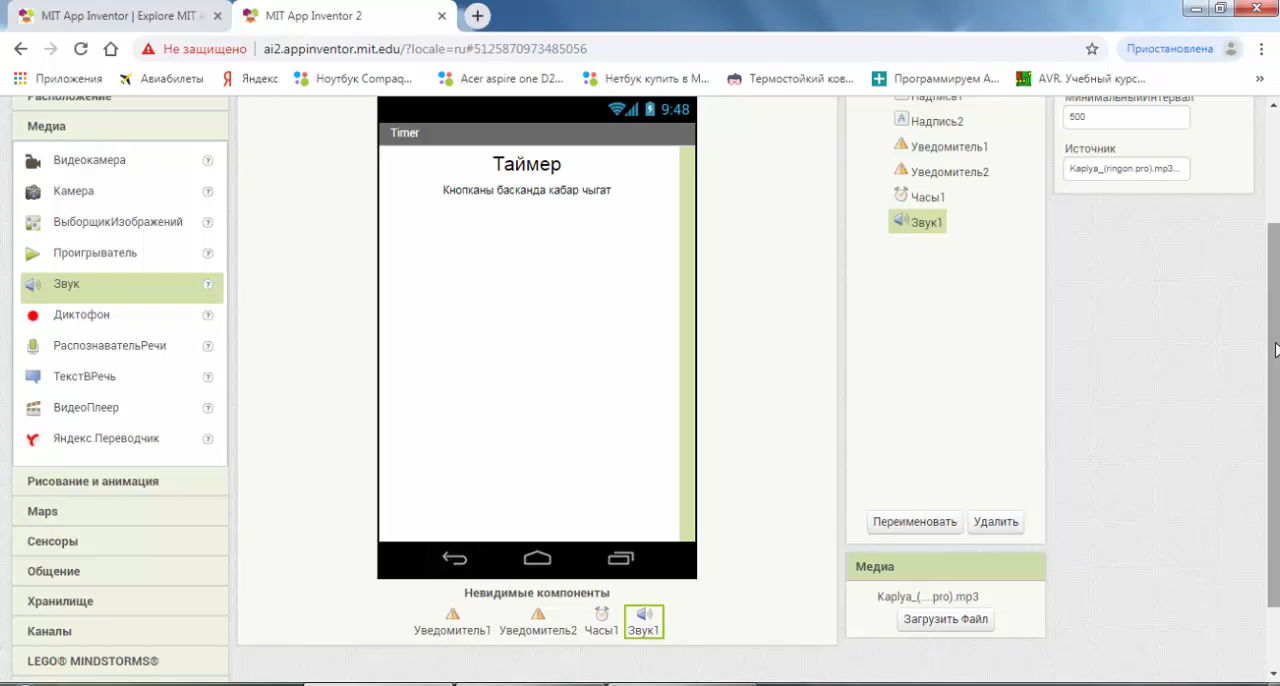 MIT App Inventor | Explore MIT A
MIT App Inventor 2
Не защищено
ai2.appinventor.mit.edu/?locale=ru#5125870973485056
Приостановлена
Приложения
Авиабилеты
Яндекс
Ноутбук Compaq...
Acer aspire one D2...
Нетбук купить в М...
Термостойкий ков...
Программируем А...
AVR. Учебный курс...
»
Расположение
Медиа
Видеокамера
Камера
ВыборщикИзображений
Проигрыватель
Звук
Диктофон
РаспознавательРечи
ТекстВРечь
ВидеоПлеер
Яндекс.Переводчик
Рисование и анимация
Maps
Сенсоры
Общение
Хранилище
Каналы
LEGO® MINDSTORMS®
9:48
Timer
Таймер
Кнопканы басканда кабар чыгат
Невидимые компоненты
Уведомитель1
Уведомитель2
Часы1
Звук1
Надпись1
Надпись2
Уведомитель1
Уведомитель2
Часы1
Звук1
Переименовать
Удалить
Медиа
Kaplya_(....pro).mp3
Загрузить Файл
МинимальныйИнтервал
500
Источник
Kaplya_(ringon.pro).mp3...